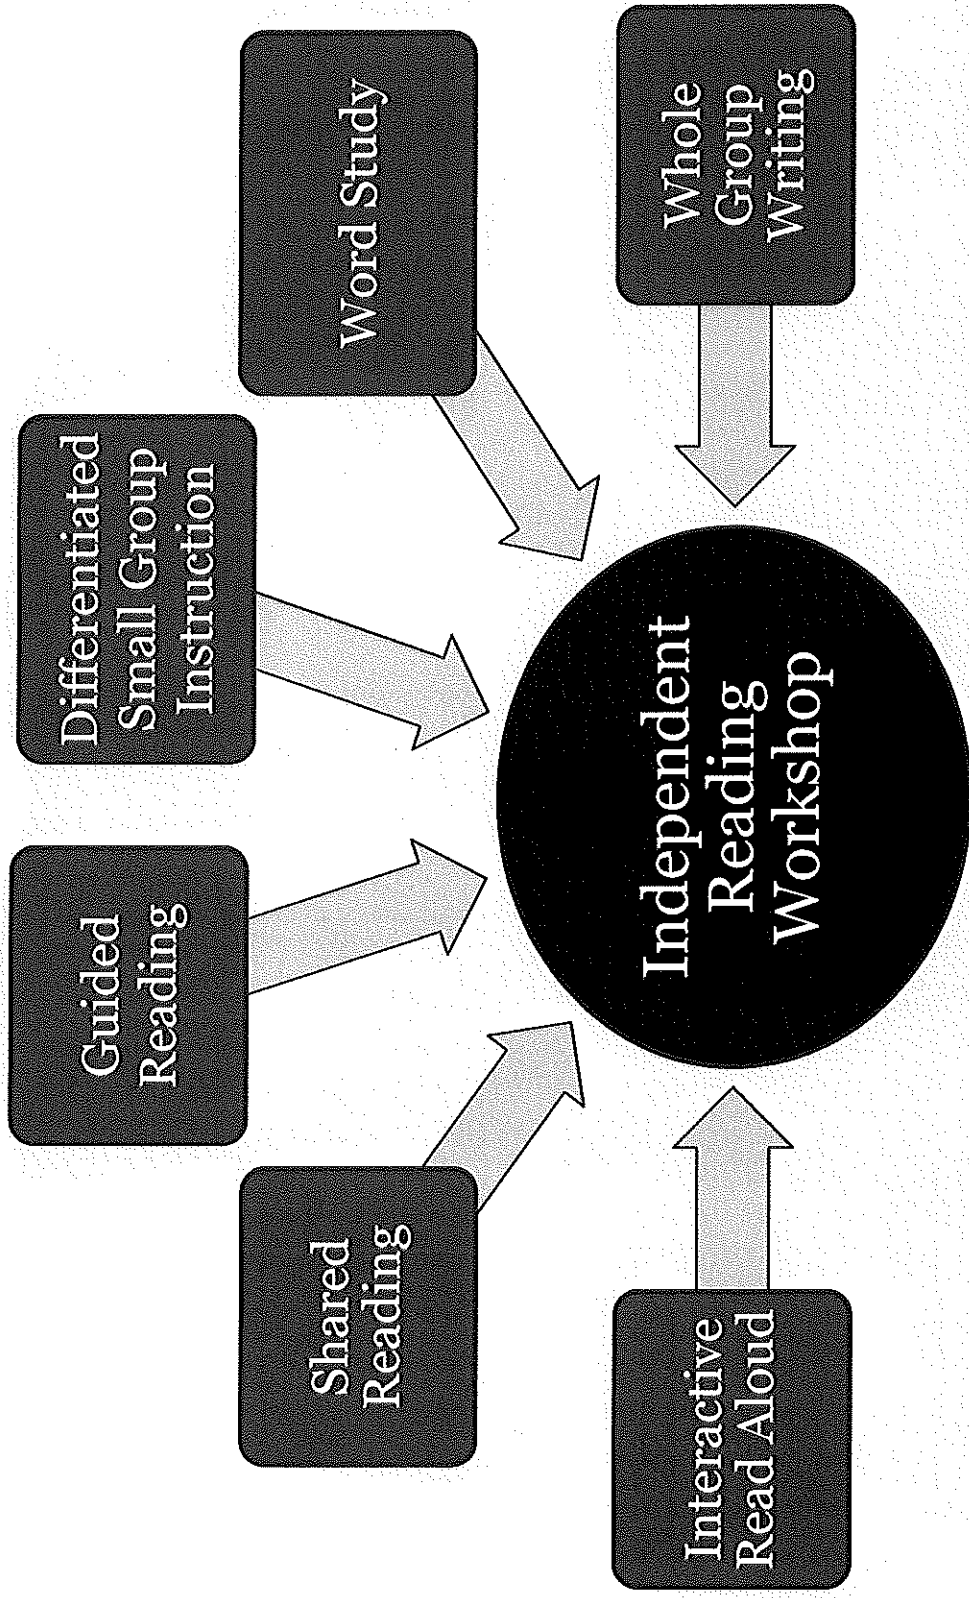 Interactive
Read Aloud
Shared
Reading
Guided
Reading
Differentiated
Small Group
Instruction
Word Study
Whole
Group
Writing
Independent
Reading
Workshop